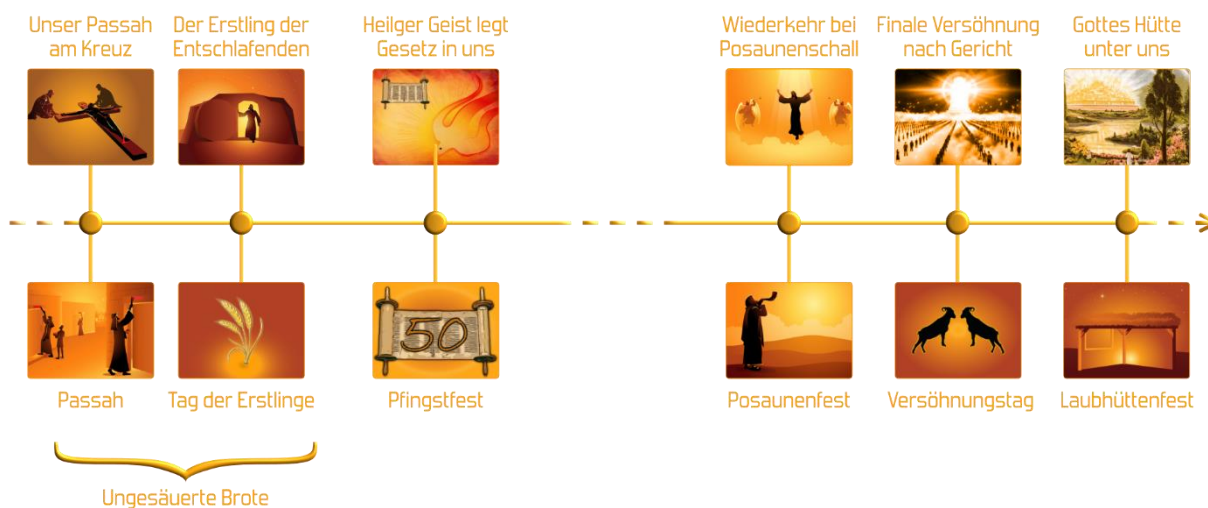 Unser Passah
am Kreuz
Der Erstling der
Entschlafenden
Heilger Geist legt
Gesetz in uns
Wiederkehr bei
Posaunenschall
Finale Versöhnung
nach Gericht
Gottes Hütte
unter uns
50
Passah
Tag der Erstlinge
Pfingstfest
Posaunenfest
Versöhnungstag
Laubhüttenfest
Ungesäuerte Brote